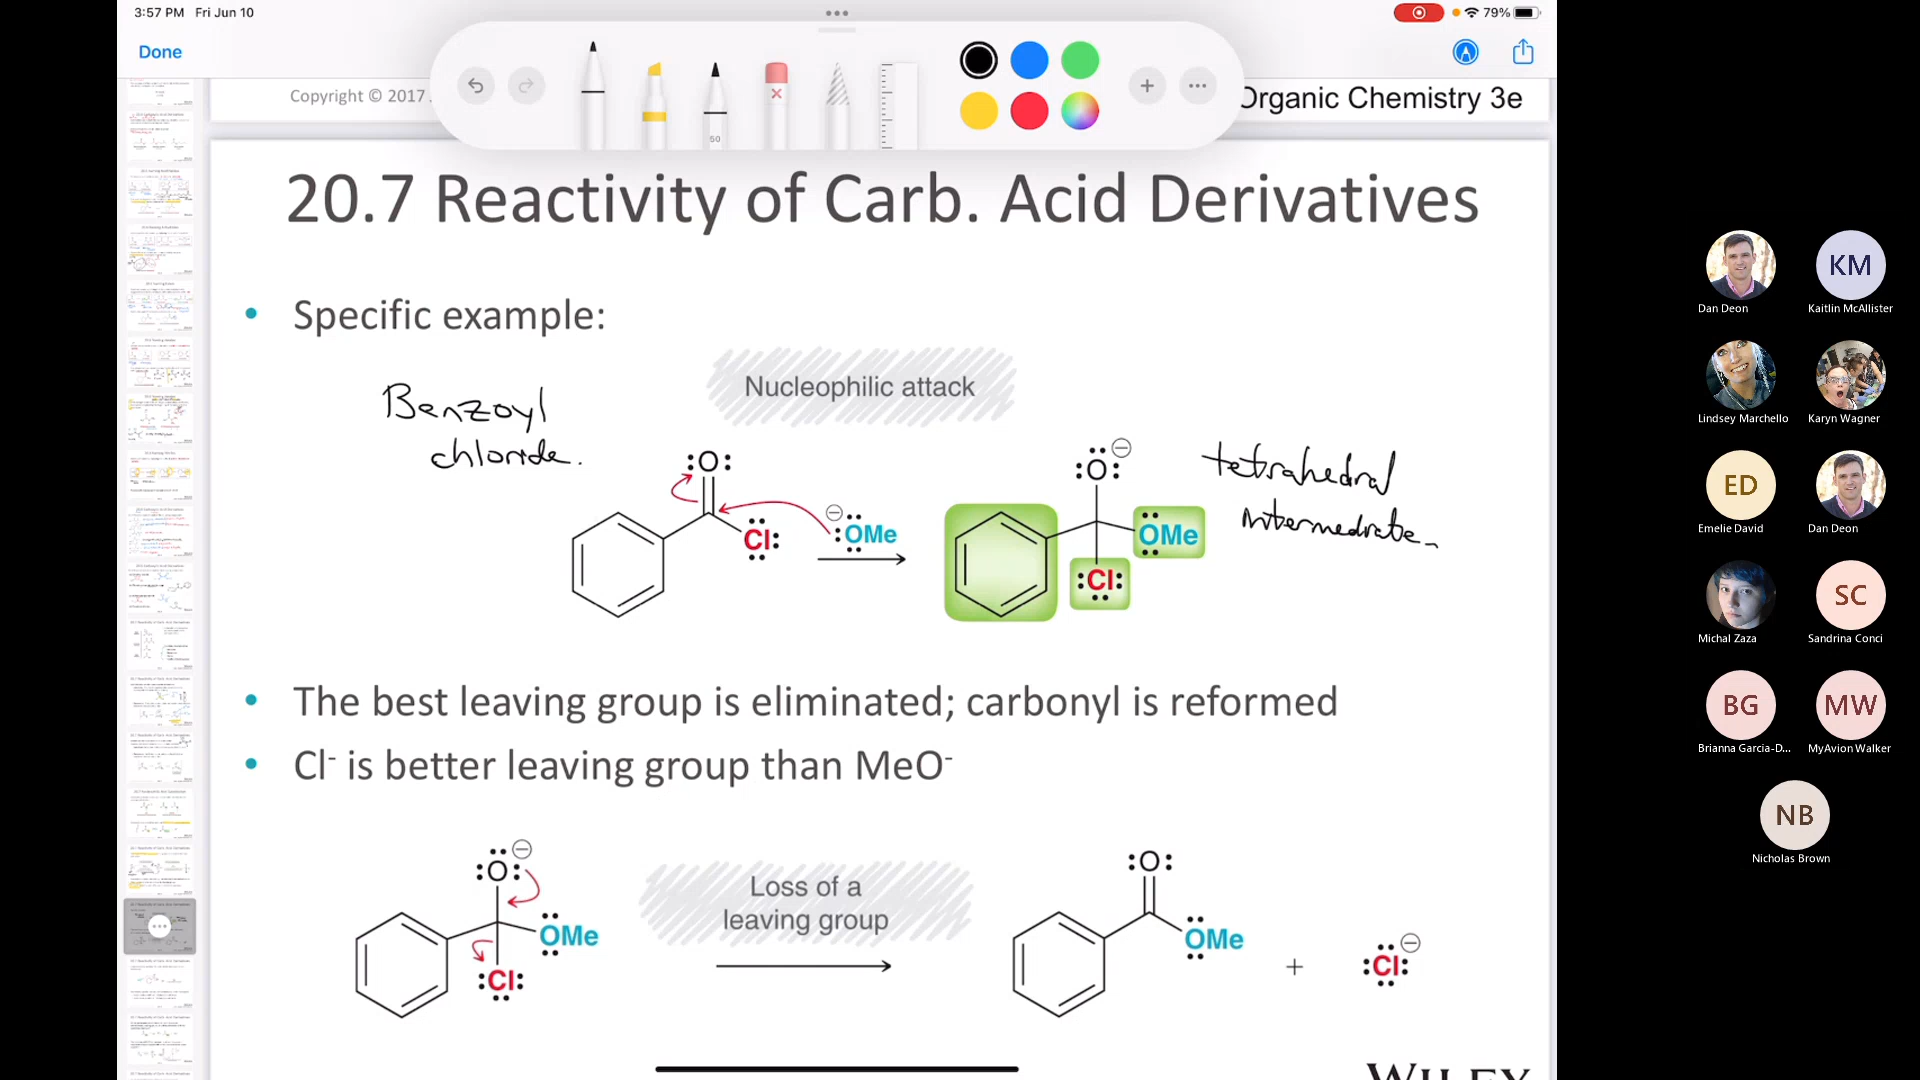 3:57 PM Fri Jun 10
79%
Done
50
Copyright © 2017
Organic Chemistry 3e
20.7 Reactivity of Carb. Acid Derivatives
• Specific example:
Benzoyl
chloride.
Nucleophilic attack
:O:
Cl:
⊖:OMe
:O:⊖
OMe
:Cl:
tetrahedral
intermediate
• The best leaving group is eliminated; carbonyl is reformed
• Cl⁻ is better leaving group than MeO⁻
:O:⊖
OMe
:Cl:
Loss of a
leaving group
:O:
OMe
+
:Cl:⊖
WILEY
KM
Dan Deon
Kaitlin McAllister
Lindsey Marchello
Karyn Wagner
ED
Emelie David
Dan Deon
SC
Michal Zaza
Sandrina Conci
BG
MW
Brianna Garcia-D...
MyAvion Walker
NB
Nicholas Brown